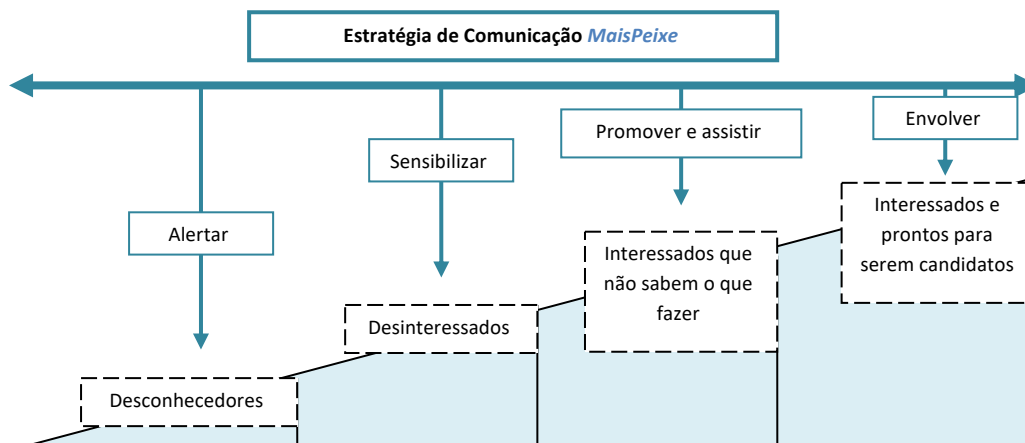 Estratégia de Comunicação MaisPeixe
Alertar
Sensibilizar
Promover e assistir
Envolver
Desconhecedores
Desinteressados
Interessados que
não sabem o que
fazer
Interessados e
prontos para
serem candidatos